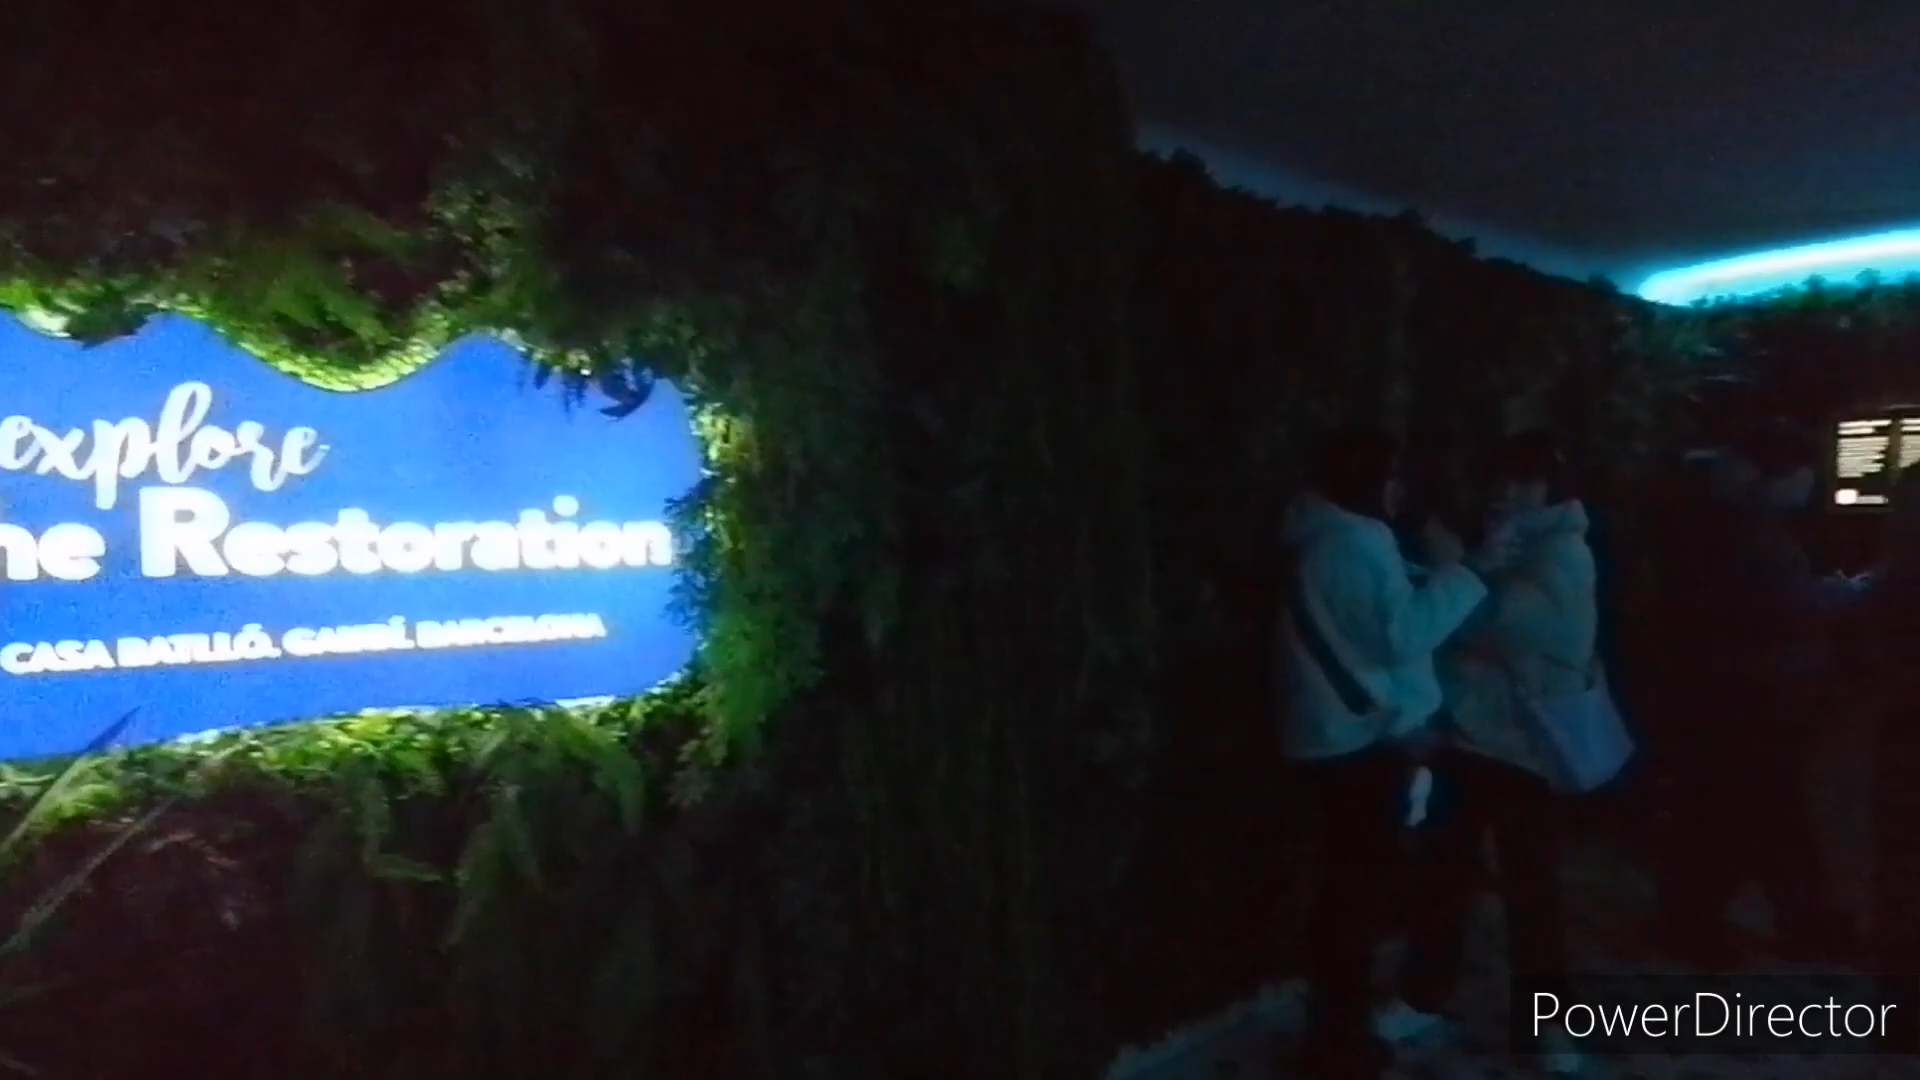 explore
he Restoration
CASA BATLLÓ. GAUDÍ. BARCELONA
PowerDirector